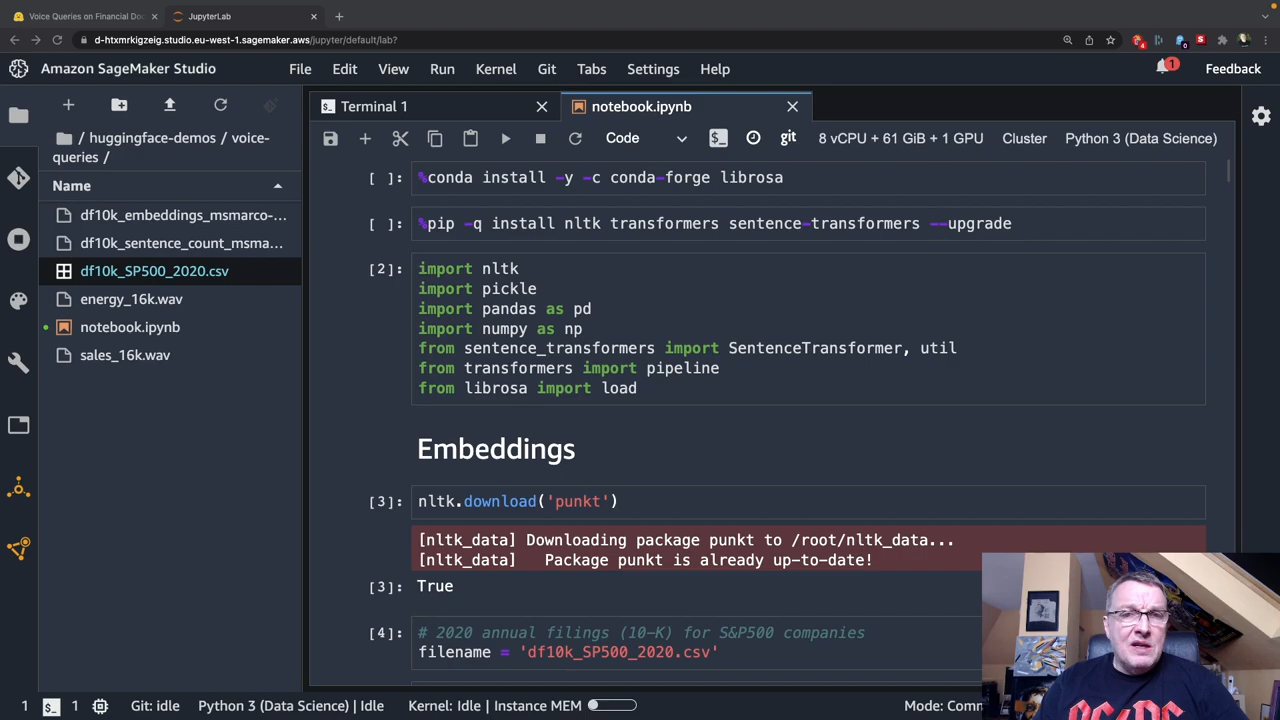 Voice Queries on Financial Do
JupyterLab
d-htxmrkigzeig.studio.eu-west-1.sagemaker.aws/jupyter/default/lab?
Amazon SageMaker Studio
File Edit View Run Kernel Git Tabs Settings Help
1
Feedback
/ huggingface-demos / voice-
queries /
Name
df10k_embeddings_msmarco-...
df10k_sentence_count_msma...
df10k_SP500_2020.csv
energy_16k.wav
notebook.ipynb
sales_16k.wav
Terminal 1
notebook.ipynb
Code
git
8 vCPU + 61 GiB + 1 GPU
Cluster
Python 3 (Data Science)
[ ]: %conda install -y -c conda-forge librosa
[ ]: %pip -q install nltk transformers sentence-transformers --upgrade
[2]: import nltk
import pickle
import pandas as pd
import numpy as np
from sentence_transformers import SentenceTransformer, util
from transformers import pipeline
from librosa import load
Embeddings
[3]: nltk.download('punkt')
[nltk_data] Downloading package punkt to /root/nltk_data...
[nltk_data]   Package punkt is already up-to-date!
[3]: True
[4]: # 2020 annual filings (10-K) for S&P500 companies
filename = 'df10k_SP500_2020.csv'
1
1
Git: idle
Python 3 (Data Science) | Idle
Kernel: Idle | Instance MEM
Mode: Comm
AC DC